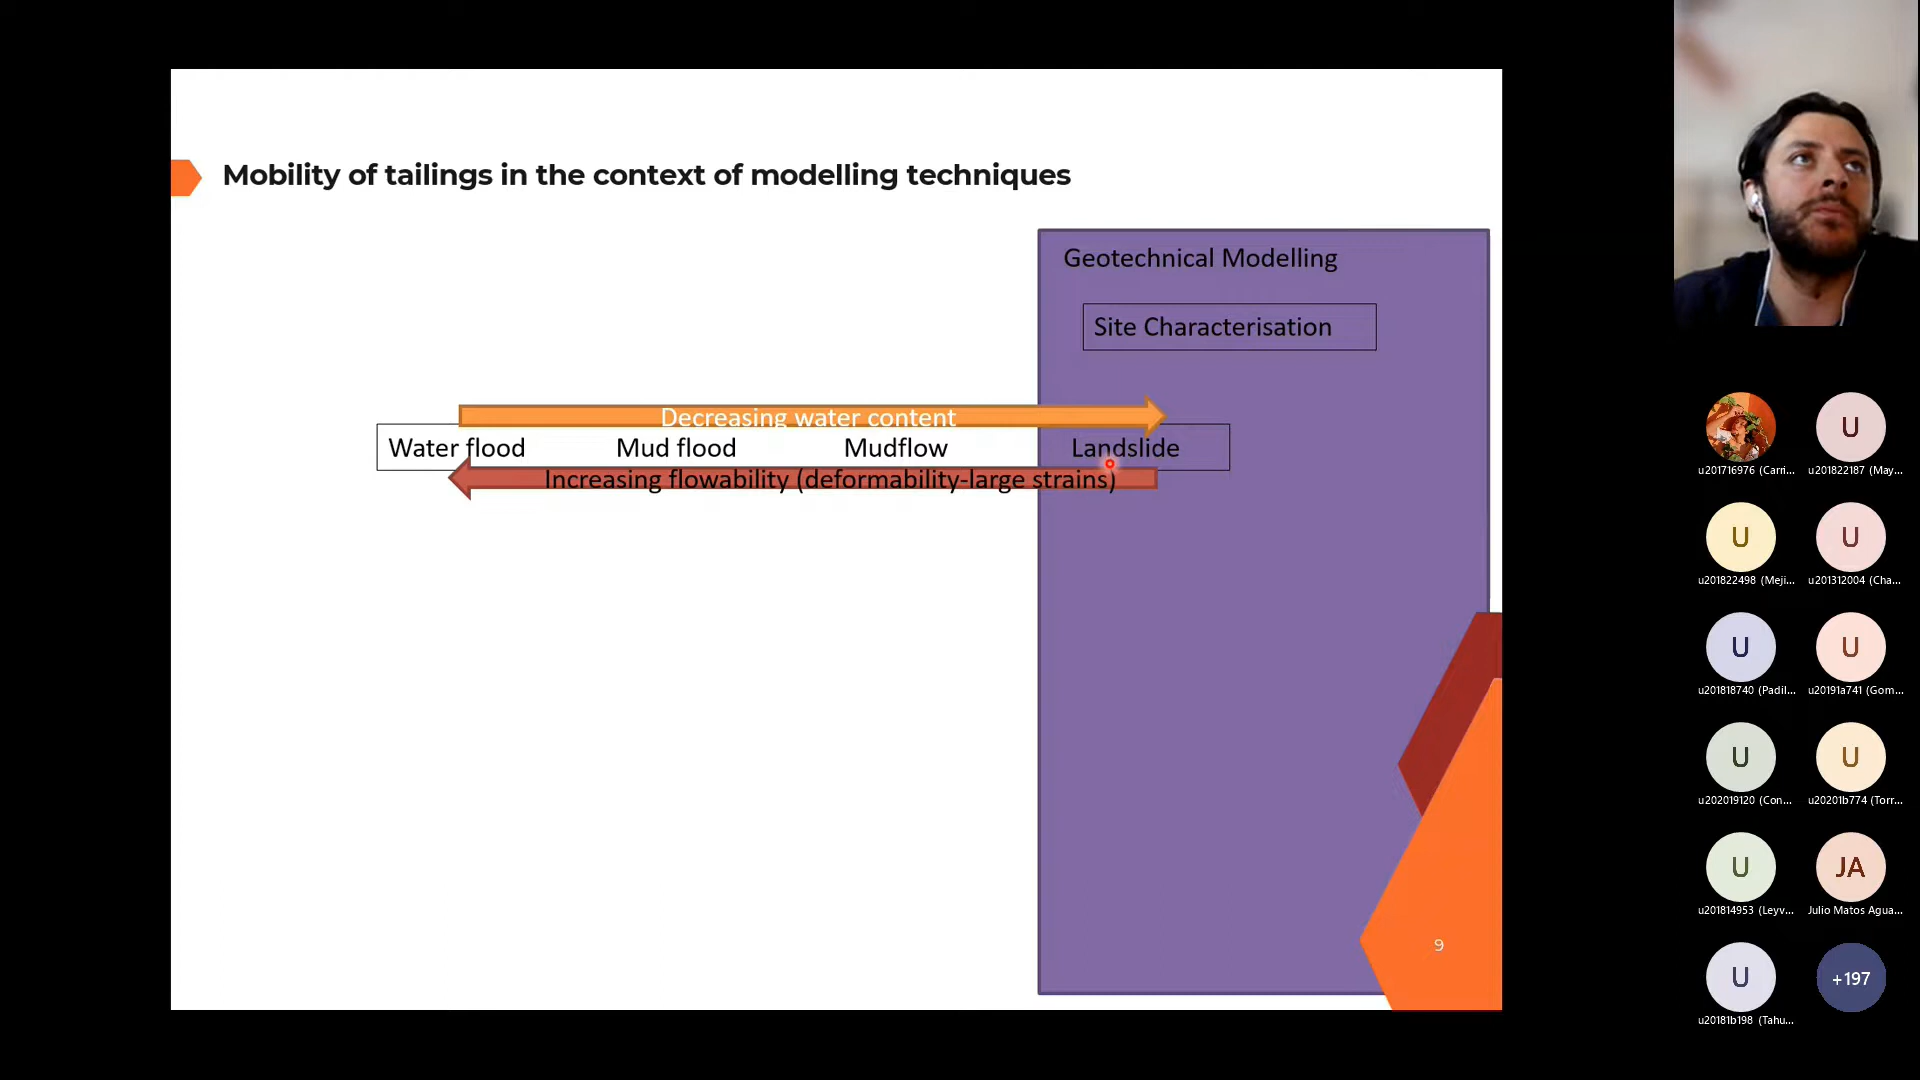 Mobility of tailings in the context of modelling techniques
Geotechnical Modelling
Site Characterisation
Decreasing water content
Water flood
Mud flood
Mudflow
Landslide
Increasing flowability (deformability-large strains)
9
U
u201716976 (Carri...
u201822187 (May...
U
U
u201822498 (Meji...
u201312004 (Cha...
U
U
u201818740 (Padil...
u20191a741 (Gom...
U
U
u202019120 (Con...
u20201b774 (Torr...
U
JA
u201814953 (Leyv...
Julio Matos Agua...
U
+197
u20181b198 (Tahu...